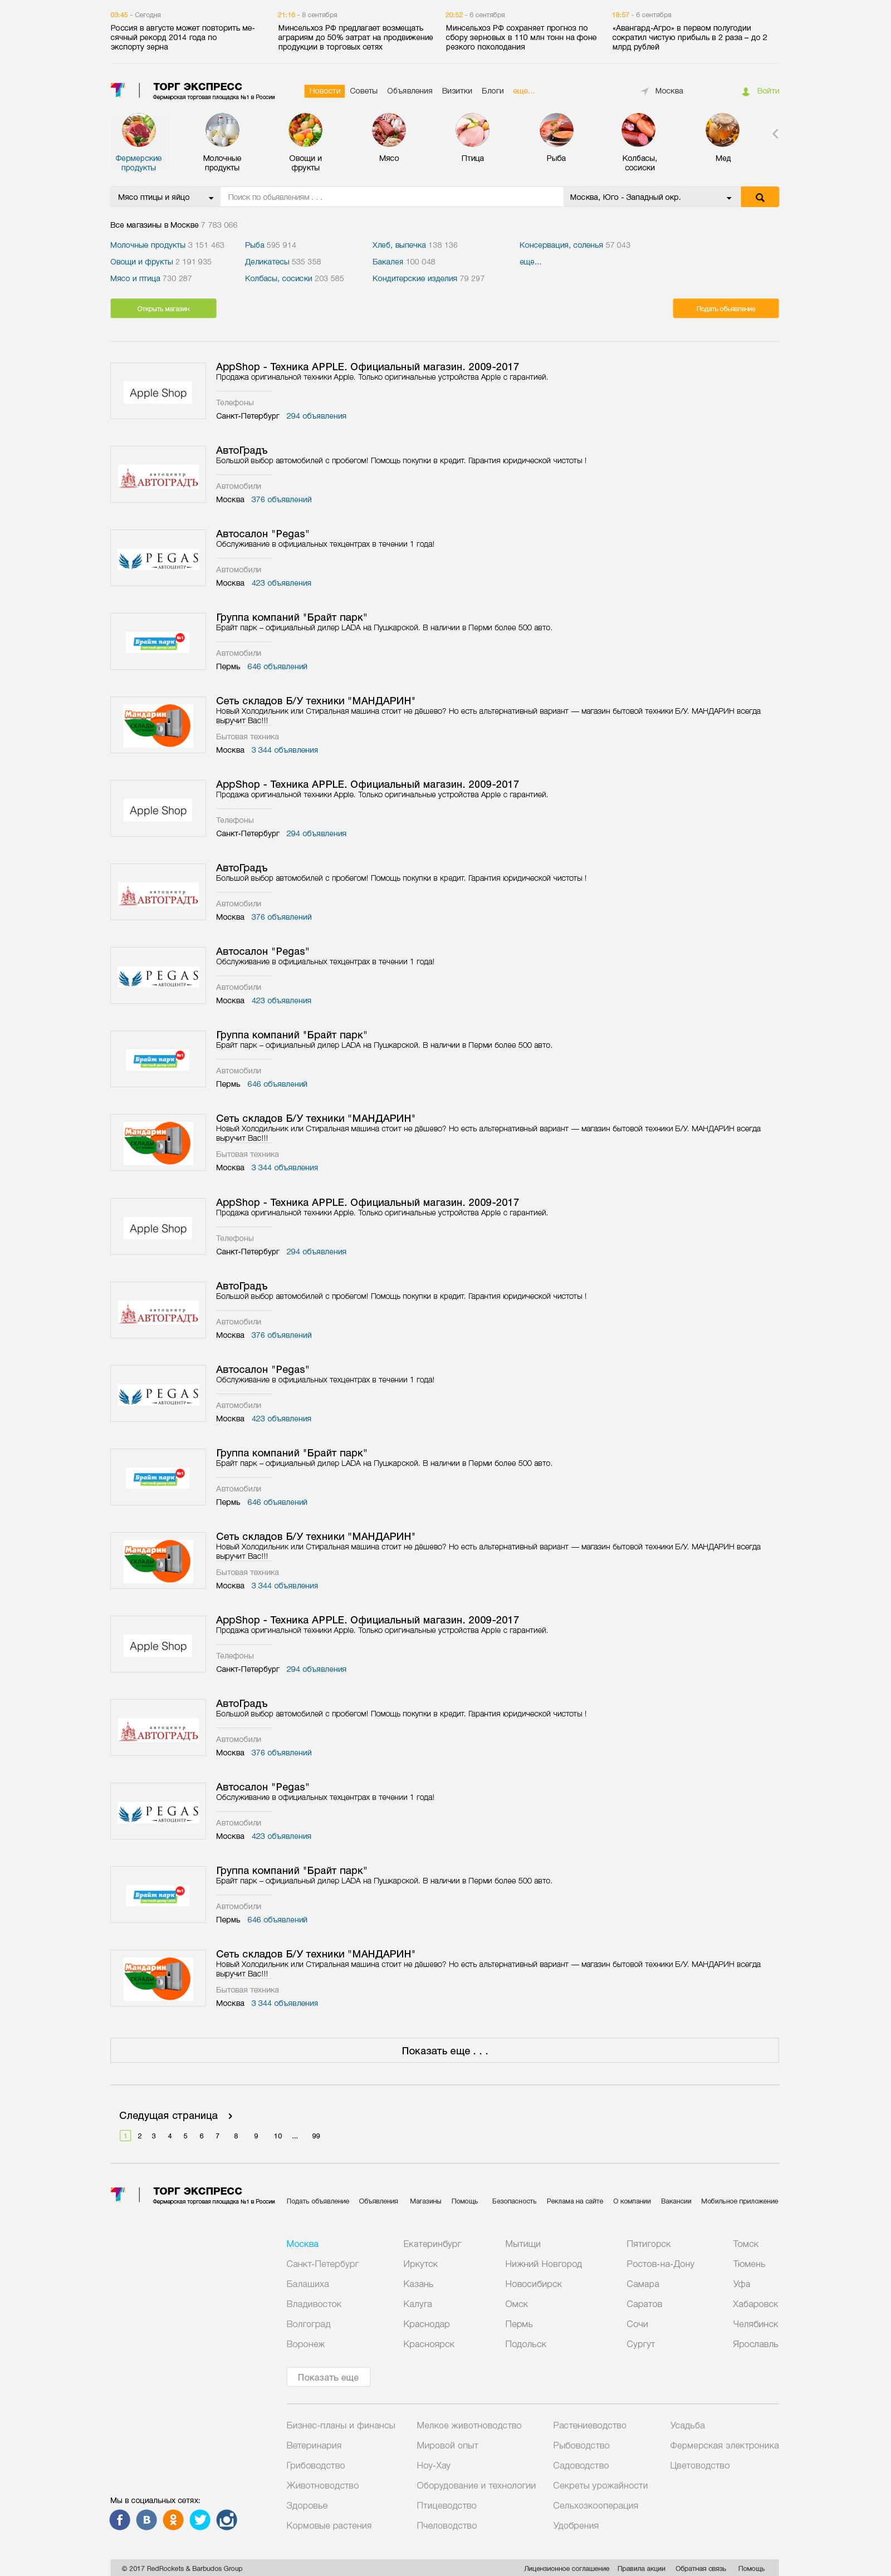 03:45 - Сегодня
Россия в августе может повторить ме-
сячный рекорд 2014 года по
экспорту зерна
21:16 - 8 сентября
Минсельхоз РФ предлагает возмещать
аграриям до 50% затрат на продвижение
продукции в торговых сетях
20:52 - 6 сентября
Минсельхоз РФ сохраняет прогноз по
сбору зерновых в 110 млн тонн на фоне
резкого похолодания
16:57 - 6 сентября
«Авангард-Агро» в первом полугодии
сократил чистую прибыль в 2 раза – до 2
млрд рублей
ТОРГ ЭКСПРЕСС
Фермерская торговая площадка №1 в России
Новости Советы Объявления Визитки Блоги еще...
Москва
Войти
Фермерские
продукты
Молочные
продукты
Овощи и
фрукты
Мясо
Птица
Рыба
Колбасы,
сосиски
Мед
Мясо птицы и яйцо
Поиск по обьявлениям . . .
Москва, Юго - Западный окр.
Все магазины в Москве 7 783 066
Молочные продукты 3 151 463
Рыба 595 914
Хлеб, выпечка 138 136
Консервация, соленья 57 043
Овощи и фрукты 2 191 935
Деликатесы 535 358
Бакалея 100 048
еще...
Мясо и птица 730 287
Колбасы, сосиски 203 585
Кондитерские изделия 79 297
Открыть магазин
Подать обьявление
Apple Shop
AppShop - Техника APPLE. Официальный магазин. 2009-2017
Продажа оригинальной техники Apple. Только оригинальные устройства Apple с гарантией.
Телефоны
Санкт-Петербург 294 объявления
автоцентр
АВТОГРАДЪ
АвтоГрадъ
Большой выбор автомобилей с пробегом! Помощь покупки в кредит. Гарантия юридической чистоты !
Автомобили
Москва 376 объявлений
PEGAS
АВТОЦЕНТР
Автосалон "Pegas"
Обслуживание в официальных техцентрах в течении 1 года!
Автомобили
Москва 423 объявления
Брайт парк №1
Группа компаний "Брайт парк"
Брайт парк – официальный дилер LADA на Пушкарской. В наличии в Перми более 500 авто.
Автомобили
Пермь 646 объявлений
Мандарин
СКЛАДЫ
Сеть складов Б/У техники "МАНДАРИН"
Новый Холодильник или Стиральная машина стоит не дёшево? Но есть альтернативный вариант — магазин бытовой техники Б/У. МАНДАРИН всегда
выручит Вас!!!
Бытовая техника
Москва 3 344 объявления
Apple Shop
AppShop - Техника APPLE. Официальный магазин. 2009-2017
Продажа оригинальной техники Apple. Только оригинальные устройства Apple с гарантией.
Телефоны
Санкт-Петербург 294 объявления
автоцентр
АВТОГРАДЪ
АвтоГрадъ
Большой выбор автомобилей с пробегом! Помощь покупки в кредит. Гарантия юридической чистоты !
Автомобили
Москва 376 объявлений
PEGAS
АВТОЦЕНТР
Автосалон "Pegas"
Обслуживание в официальных техцентрах в течении 1 года!
Автомобили
Москва 423 объявления
Брайт парк №1
Группа компаний "Брайт парк"
Брайт парк – официальный дилер LADA на Пушкарской. В наличии в Перми более 500 авто.
Автомобили
Пермь 646 объявлений
Мандарин
СКЛАДЫ
Сеть складов Б/У техники "МАНДАРИН"
Новый Холодильник или Стиральная машина стоит не дёшево? Но есть альтернативный вариант — магазин бытовой техники Б/У. МАНДАРИН всегда
выручит Вас!!!
Бытовая техника
Москва 3 344 объявления
Apple Shop
AppShop - Техника APPLE. Официальный магазин. 2009-2017
Продажа оригинальной техники Apple. Только оригинальные устройства Apple с гарантией.
Телефоны
Санкт-Петербург 294 объявления
автоцентр
АВТОГРАДЪ
АвтоГрадъ
Большой выбор автомобилей с пробегом! Помощь покупки в кредит. Гарантия юридической чистоты !
Автомобили
Москва 376 объявлений
PEGAS
АВТОЦЕНТР
Автосалон "Pegas"
Обслуживание в официальных техцентрах в течении 1 года!
Автомобили
Москва 423 объявления
Брайт парк №1
Группа компаний "Брайт парк"
Брайт парк – официальный дилер LADA на Пушкарской. В наличии в Перми более 500 авто.
Автомобили
Пермь 646 объявлений
Мандарин
СКЛАДЫ
Сеть складов Б/У техники "МАНДАРИН"
Новый Холодильник или Стиральная машина стоит не дёшево? Но есть альтернативный вариант — магазин бытовой техники Б/У. МАНДАРИН всегда
выручит Вас!!!
Бытовая техника
Москва 3 344 объявления
Apple Shop
AppShop - Техника APPLE. Официальный магазин. 2009-2017
Продажа оригинальной техники Apple. Только оригинальные устройства Apple с гарантией.
Телефоны
Санкт-Петербург 294 объявления
автоцентр
АВТОГРАДЪ
АвтоГрадъ
Большой выбор автомобилей с пробегом! Помощь покупки в кредит. Гарантия юридической чистоты !
Автомобили
Москва 376 объявлений
PEGAS
АВТОЦЕНТР
Автосалон "Pegas"
Обслуживание в официальных техцентрах в течении 1 года!
Автомобили
Москва 423 объявления
Брайт парк №1
Группа компаний "Брайт парк"
Брайт парк – официальный дилер LADA на Пушкарской. В наличии в Перми более 500 авто.
Автомобили
Пермь 646 объявлений
Мандарин
СКЛАДЫ
Сеть складов Б/У техники "МАНДАРИН"
Новый Холодильник или Стиральная машина стоит не дёшево? Но есть альтернативный вариант — магазин бытовой техники Б/У. МАНДАРИН всегда
выручит Вас!!!
Бытовая техника
Москва 3 344 объявления
Показать еще . . .
Следущая страница
1 2 3 4 5 6 7 8 9 10 ... 99
ТОРГ ЭКСПРЕСС
Фермерская торговая площадка №1 в России
Подать объявление Объявления Магазины Помощь Безопасность Реклама на сайте О компании Вакансии Мобильное приложение
Москва Екатеринбург Мытищи Пятигорск Томск
Санкт-Петербург Иркутск Нижний Новгород Ростов-на-Дону Тюмень
Балашиха Казань Новосибирск Самара Уфа
Владивосток Калуга Омск Саратов Хабаровск
Волгоград Краснодар Пермь Сочи Челябинск
Воронеж Красноярск Подольск Сургут Ярославль
Показать еще
Бизнес-планы и финансы Мелкое животноводство Растениеводство Усадьба
Ветеринария Мировой опыт Рыбоводство Фермерская электроника
Грибоводство Ноу-Хау Садоводство Цветоводство
Животноводство Оборудование и технологии Секреты урожайности
Здоровье Птицеводство Сельхозкооперация
Кормовые растения Пчеловодство Удобрения
Мы в социальных сетях:
© 2017 RedRockets & Barbudos Group
Лицензионное соглашение Правила акции Обратная связь Помощь